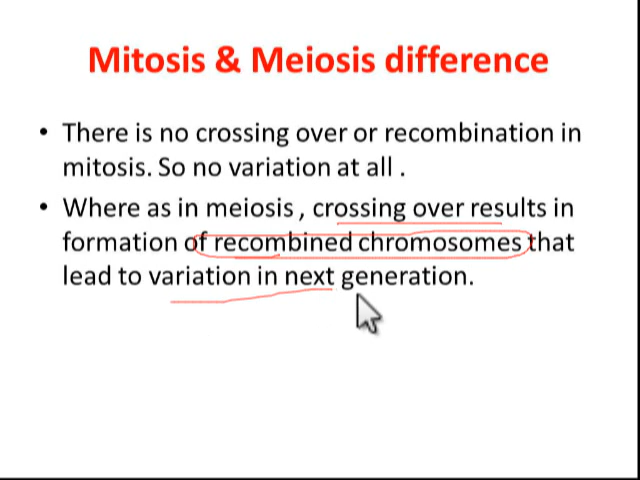 Mitosis & Meiosis difference
• There is no crossing over or recombination in
mitosis. So no variation at all .
• Where as in meiosis , crossing over results in
formation of recombined chromosomes that
lead to variation in next generation.